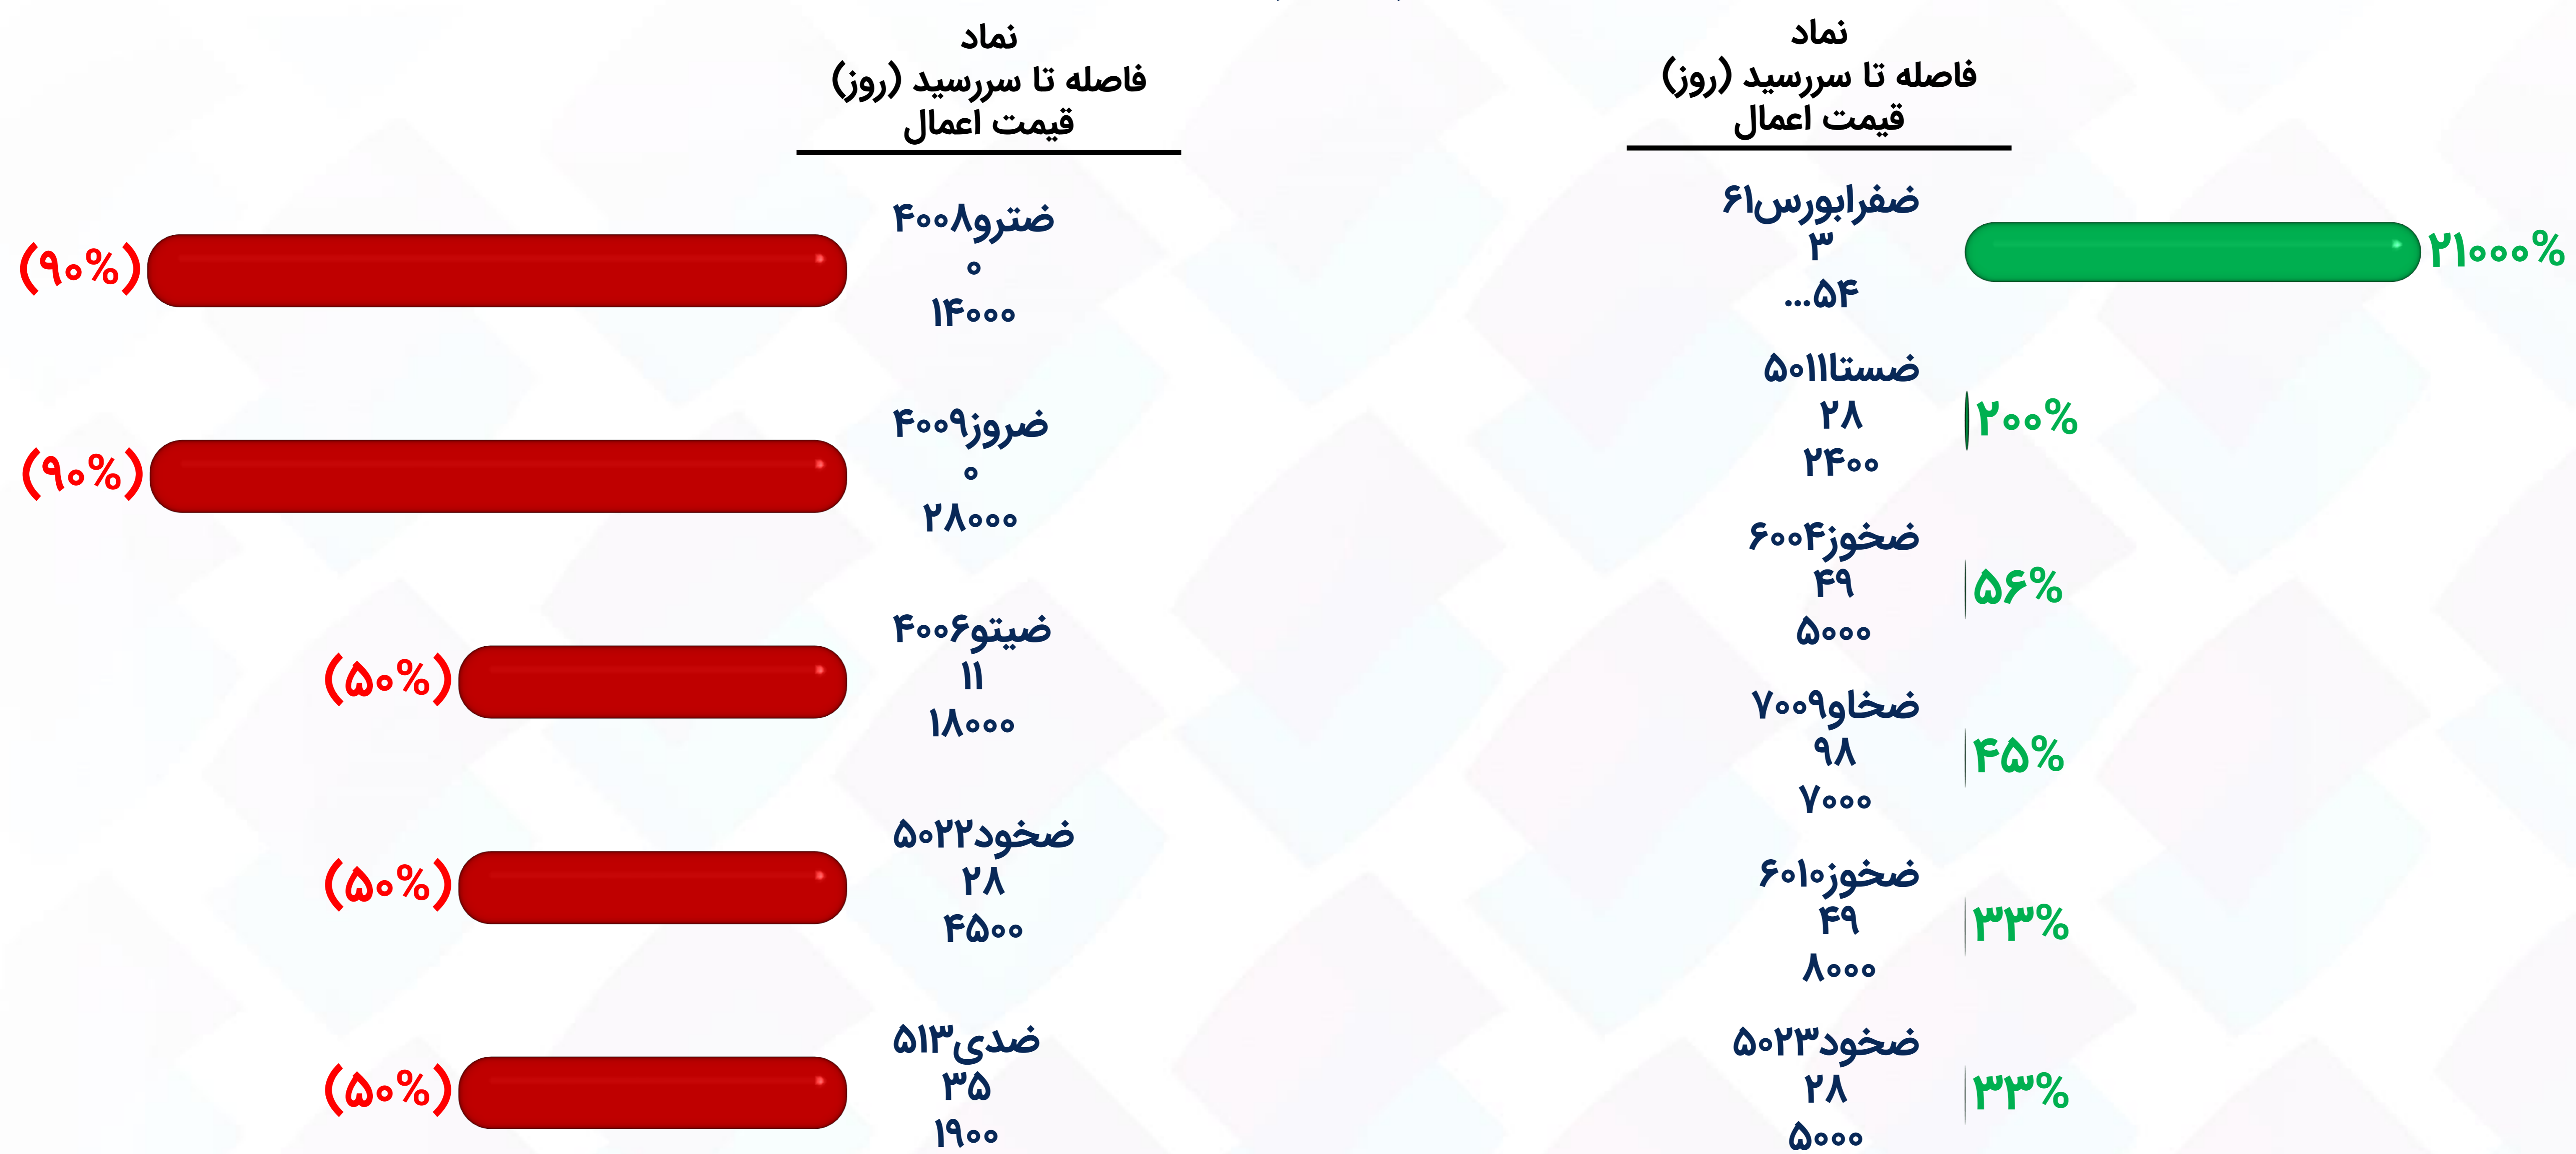 نماد
فاصله تا سررسید (روز)
قیمت اعمال
ضفرابورس۶۱
۳
۵۴...
۲۱۰۰۰%
ضستا۵۰۱۱
۲۸
۲۴۰۰
۲۰۰%
ضخوز۶۰۰۴
۴۹
۵۰۰۰
۵۶%
ضخاو۷۰۰۹
۹۸
۷۰۰۰
۴۵%
ضخوز۶۰۱۰
۴۹
۸۰۰۰
۳۳%
ضخود۵۰۲۳
۲۸
۵۰۰۰
۳۳%
نماد
فاصله تا سررسید (روز)
قیمت اعمال
ضترو۴۰۰۸
۰
۱۴۰۰۰
(۹۰%)
ضروز۴۰۰۹
۰
۲۸۰۰۰
(۹۰%)
ضیتو۴۰۰۶
۱۱
۱۸۰۰۰
(۵۰%)
ضخود۵۰۲۲
۲۸
۴۵۰۰
(۵۰%)
ضدی۵۱۳
۳۵
۱۹۰۰
(۵۰%)